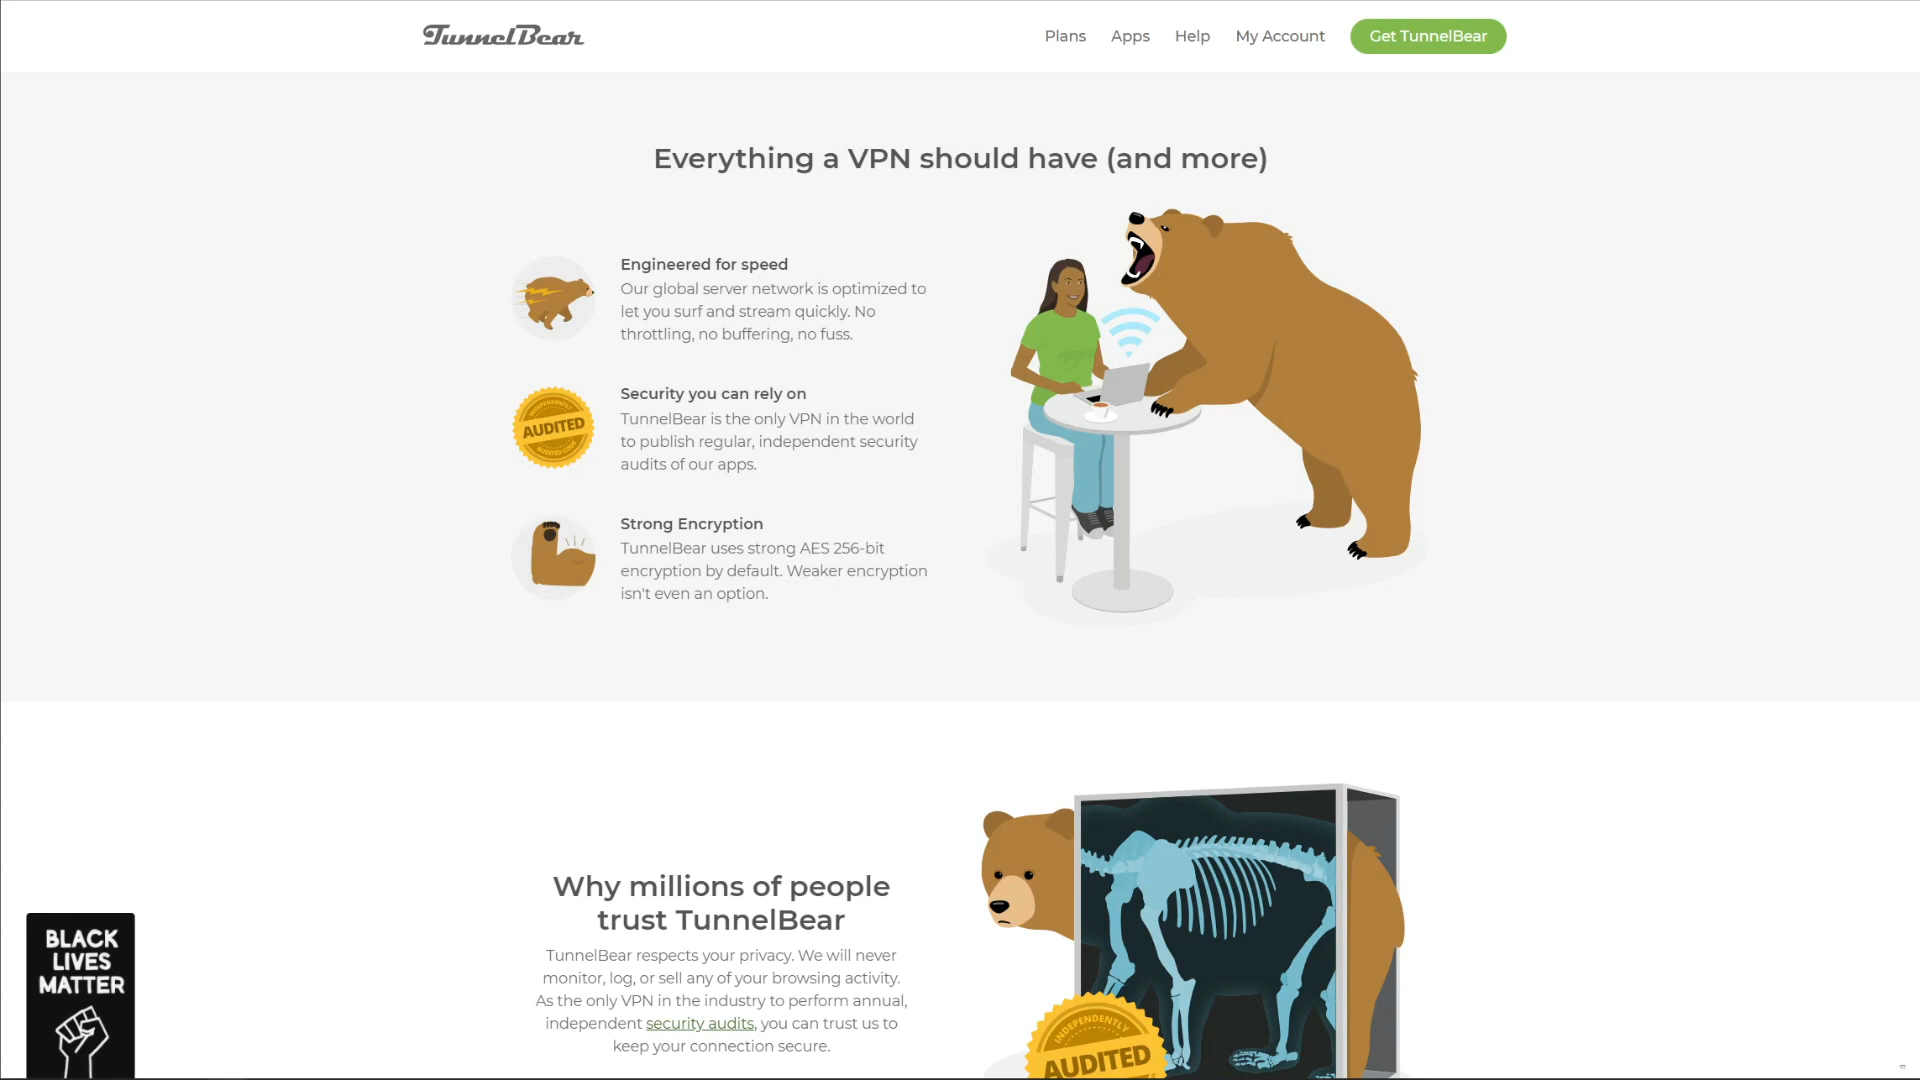 TunnelBear
Plans Apps Help My Account Get TunnelBear
Everything a VPN should have (and more)
Engineered for speed
Our global server network is optimized to
let you surf and stream quickly. No
throttling, no buffering, no fuss.
INDEPENDENTLY
AUDITED
AUDITED CODE
Security you can rely on
TunnelBear is the only VPN in the world
to publish regular, independent security
audits of our apps.
Strong Encryption
TunnelBear uses strong AES 256-bit
encryption by default. Weaker encryption
isn't even an option.
Why millions of people
trust TunnelBear
TunnelBear respects your privacy. We will never
monitor, log, or sell any of your browsing activity.
As the only VPN in the industry to perform annual,
independent security audits, you can trust us to
keep your connection secure.
BLACK
LIVES
MATTER
INDEPENDENTLY
AUDITED